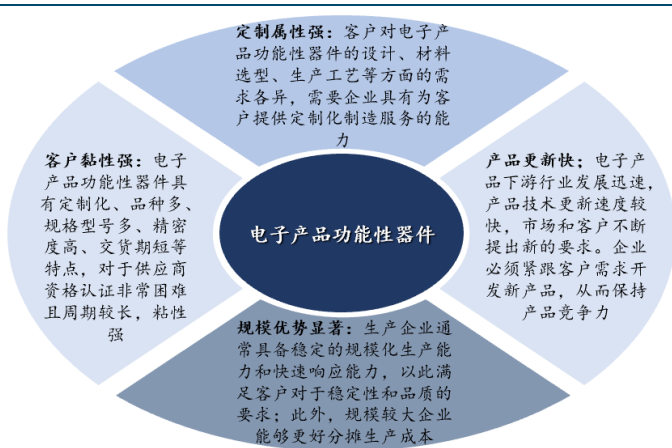 定制属性强：客户对电子产
品功能性器件的设计、材料
选型、生产工艺等方面的需
求各异，需要企业具有为客
户提供定制化制造服务的能
力
客户黏性强：电子
产品功能性器件具
有定制化、品种多、
规格型号多、精密
度高、交货期短等
特点，对于供应商
资格认证非常困难
且周期较长，粘性
强
电子产品功能性器件
产品更新快；电子产
品下游行业发展迅速，
产品技术更新速度较
快，市场和客户不断
提出新的要求。企业
必须紧跟客户需求开
发新产品，从而保持
产品竞争力
规模优势显著：生产企业通
常具备稳定的规模化生产能
力和快速响应能力，以此满
足客户对于稳定性和品质的
要求；此外，规模较大企业
能够更好分摊生产成本